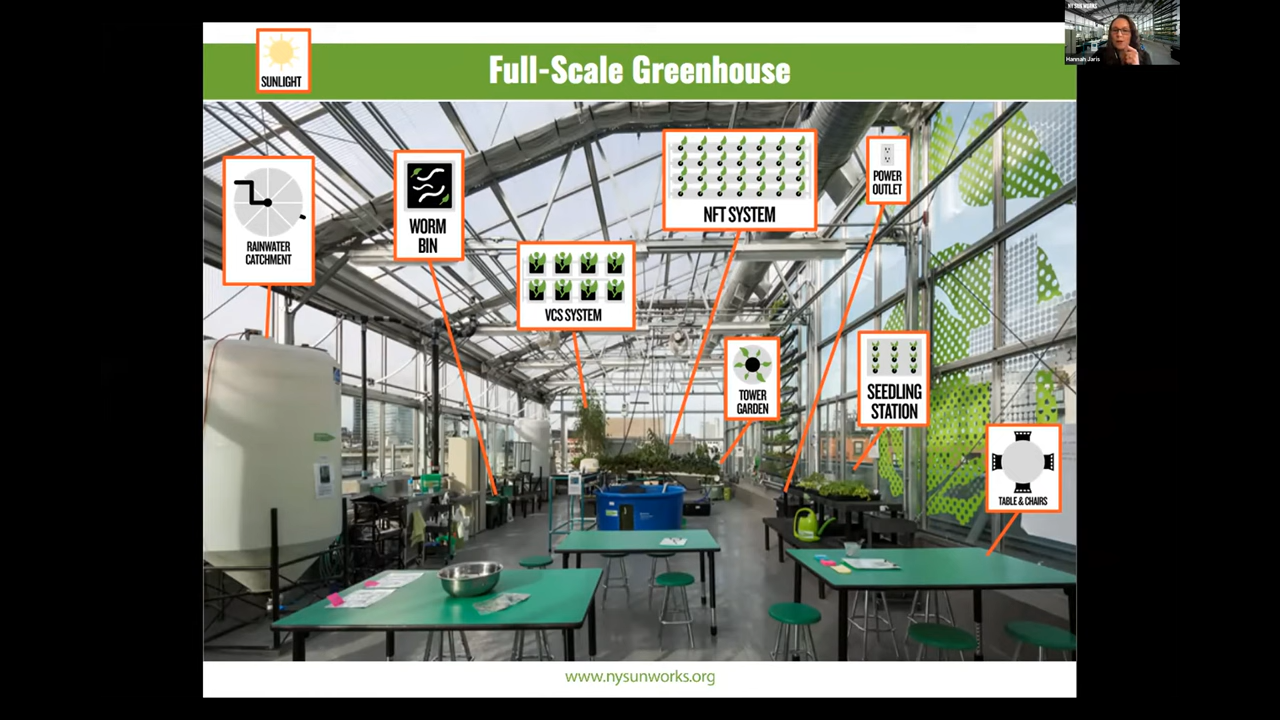 NY SUN WORKS
Hannah Jaris
SUNLIGHT
Full-Scale Greenhouse
RAINWATER
CATCHMENT
WORM
BIN
VCS SYSTEM
NFT SYSTEM
POWER
OUTLET
TOWER
GARDEN
SEEDLING
STATION
TABLE & CHAIRS
www.nysunworks.org